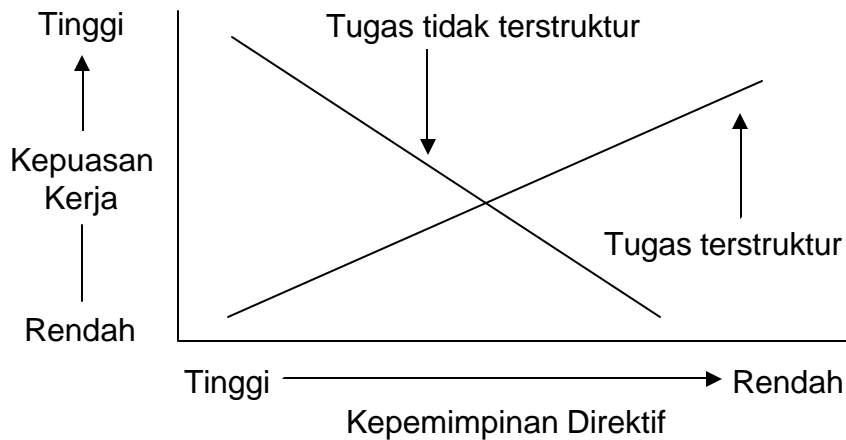 Tinggi
Tugas tidak terstruktur
Kepuasan
Kerja
Tugas terstruktur
Rendah
Tinggi
Rendah
Kepemimpinan Direktif